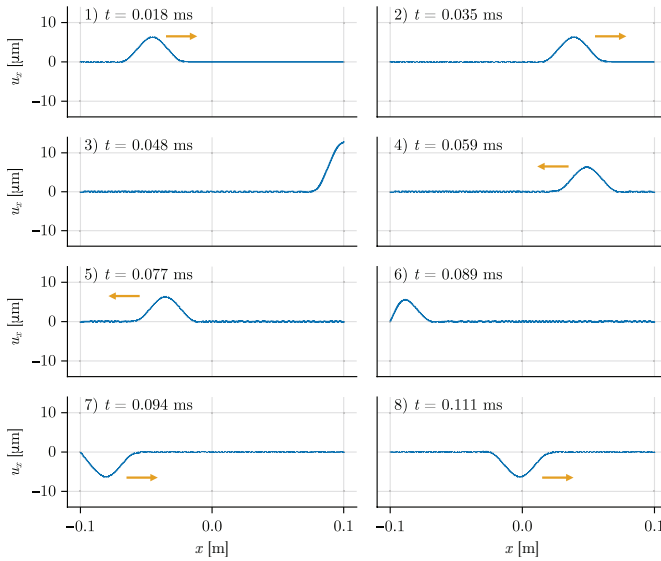 1) t = 0.018 ms
2) t = 0.035 ms
10
0
−10
u_x [µm]
3) t = 0.048 ms
4) t = 0.059 ms
10
0
−10
u_x [µm]
5) t = 0.077 ms
6) t = 0.089 ms
10
0
−10
u_x [µm]
7) t = 0.094 ms
8) t = 0.111 ms
10
0
−10
u_x [µm]
−0.1 0.0 0.1
−0.1 0.0 0.1
x [m]
x [m]